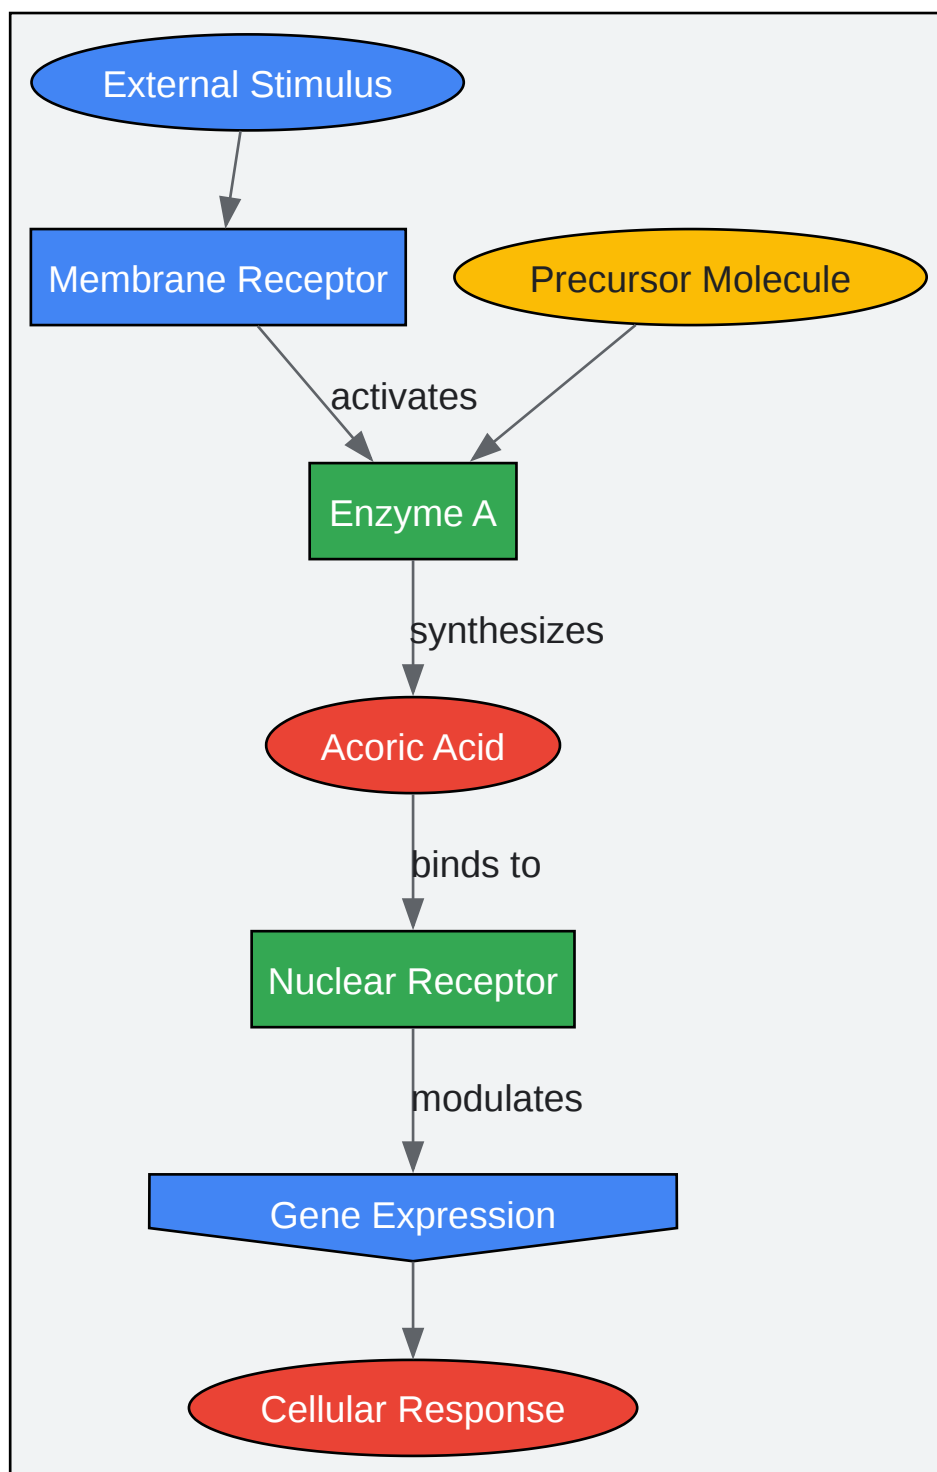 External Stimulus
Membrane Receptor
Precursor Molecule
activates
Enzyme A
synthesizes
Acoric Acid
binds to
Nuclear Receptor
modulates
Gene Expression
Cellular Response